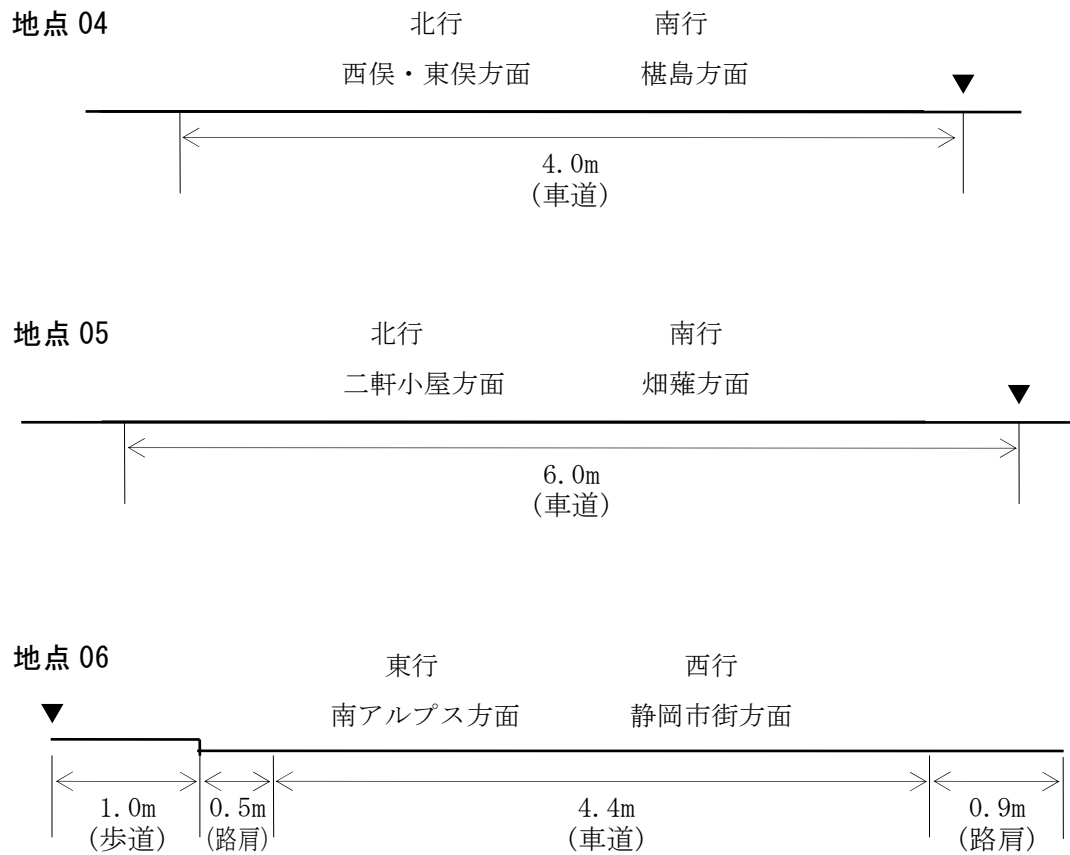 地点 04
北行 南行
西俣・東俣方面 椹島方面
4.0m
(車道)
地点 05
北行 南行
二軒小屋方面 畑薙方面
6.0m
(車道)
地点 06
東行 西行
南アルプス方面 静岡市街方面
1.0m 0.5m 4.4m 0.9m
(歩道) (路肩) (車道) (路肩)